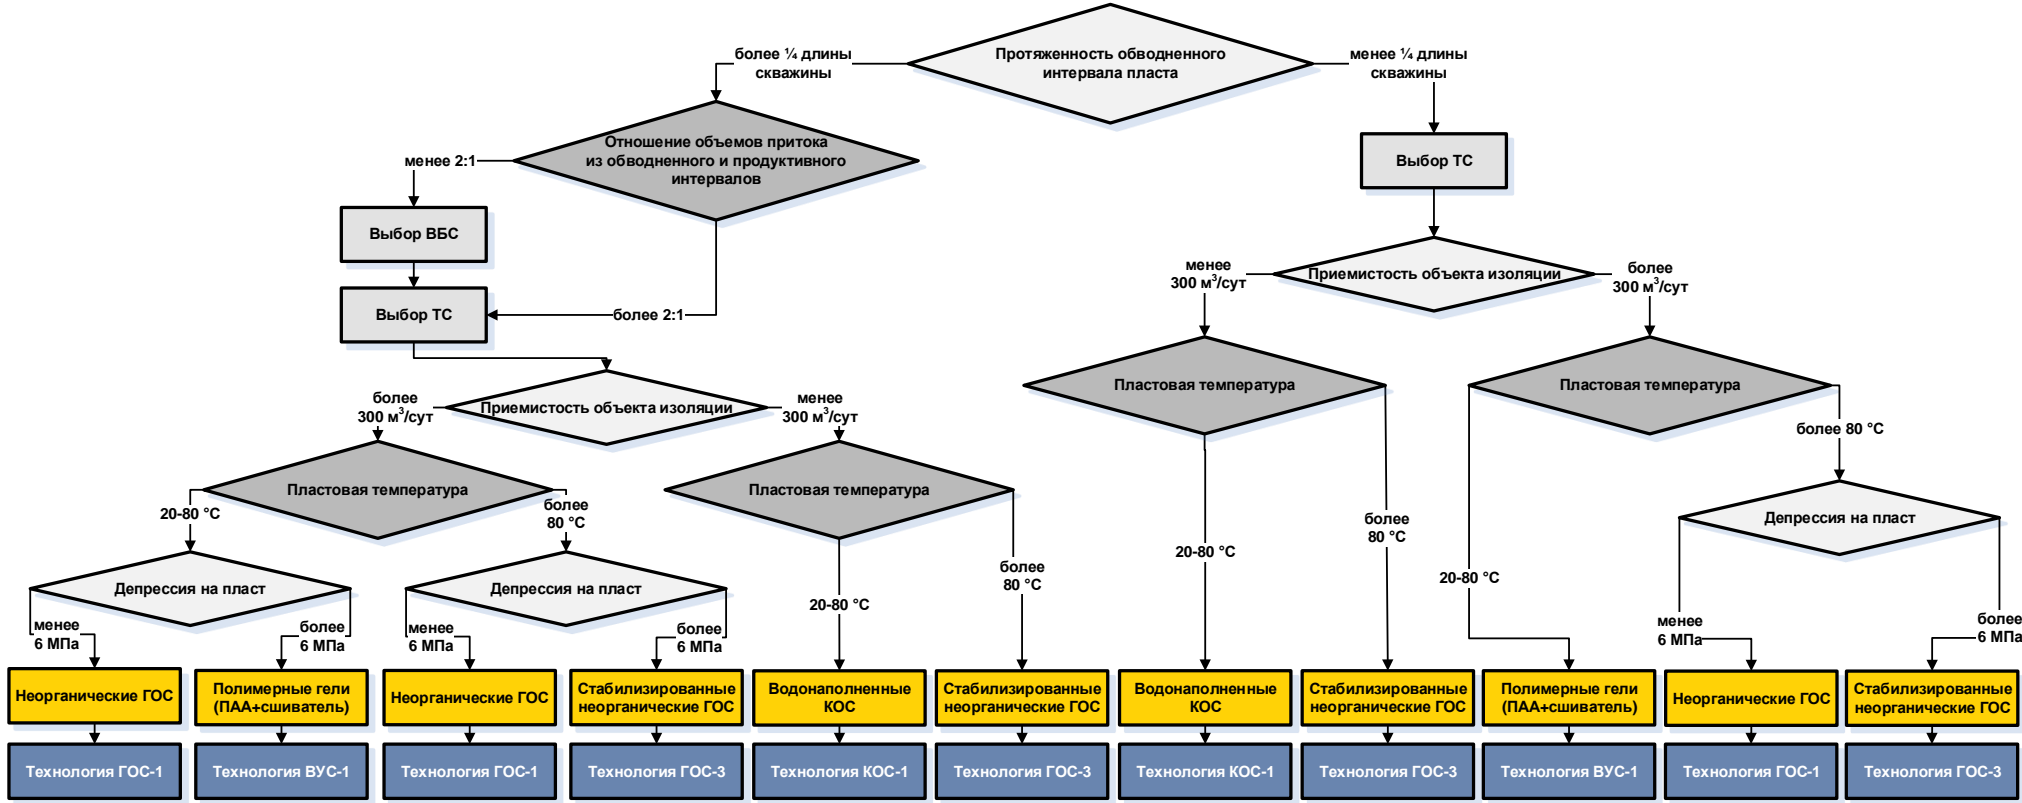 Протяженность обводненного
интервала пласта
более ¼ длины
скважины
менее ¼ длины
скважины
Отношение объемов притока
из обводненного и продуктивного
интервалов
менее 2:1
Выбор ТС
Выбор ВБС
Выбор ТС
более 2:1
Приемистость объекта изоляции
менее
300 м³/сут
более
300 м³/сут
Приемистость объекта изоляции
более
300 м³/сут
менее
300 м³/сут
Пластовая температура
Пластовая температура
более 80 °С
Пластовая температура
Пластовая температура
20-80 °С
более
80 °С
Депрессия на пласт
Депрессия на пласт
Депрессия на пласт
20-80 °С
более
80 °С
20-80 °С
более
80 °С
20-80 °С
менее
6 МПа
более
6 МПа
менее
6 МПа
более
6 МПа
менее
6 МПа
более
6 МПа
Неорганические ГОС
Полимерные гели
(ПАА+сшиватель)
Неорганические ГОС
Стабилизированные
неорганические ГОС
Водонаполненные
КОС
Стабилизированные
неорганические ГОС
Водонаполненные
КОС
Стабилизированные
неорганические ГОС
Полимерные гели
(ПАА+сшиватель)
Неорганические ГОС
Стабилизированные
неорганические ГОС
Технология ГОС-1
Технология ВУС-1
Технология ГОС-1
Технология ГОС-3
Технология КОС-1
Технология ГОС-3
Технология КОС-1
Технология ГОС-3
Технология ВУС-1
Технология ГОС-1
Технология ГОС-3